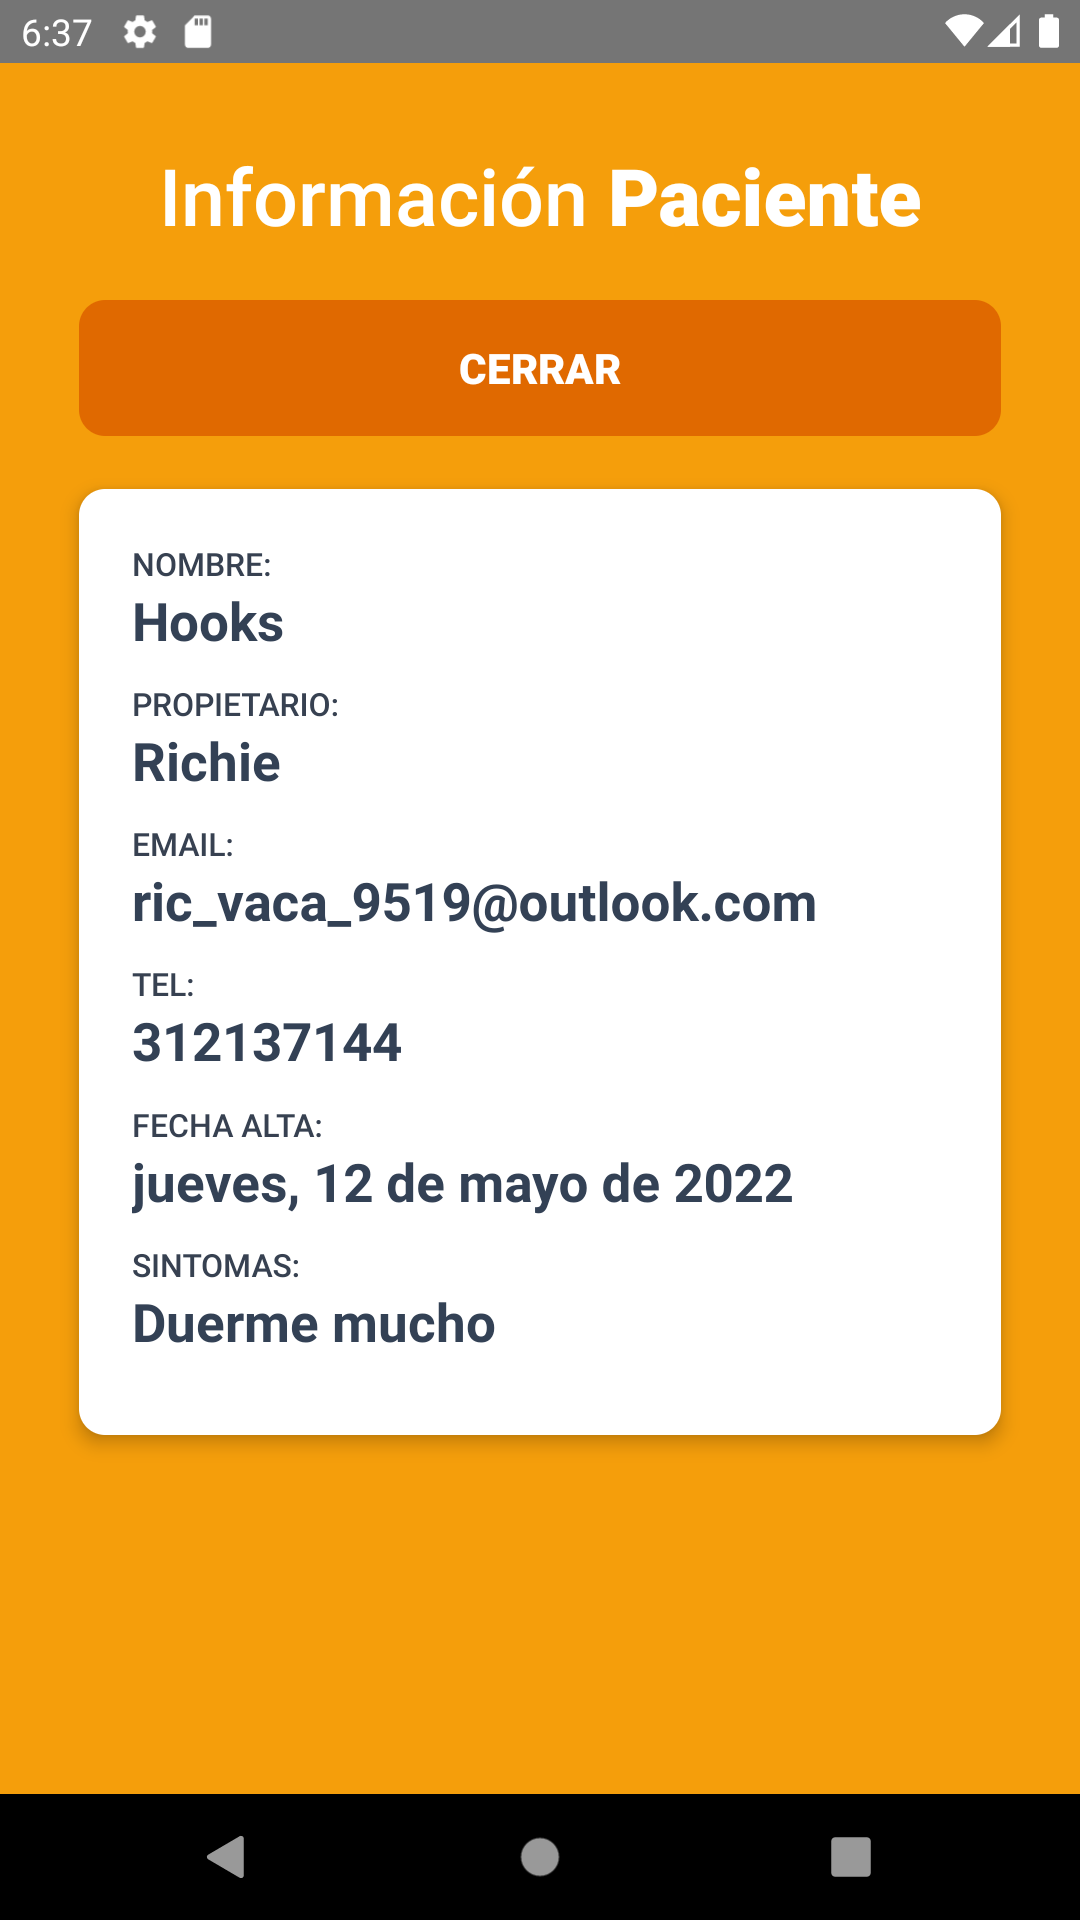 6:37
Información Paciente
CERRAR
NOMBRE:
Hooks
PROPIETARIO:
Richie
EMAIL:
ric_vaca_9519@outlook.com
TEL:
312137144
FECHA ALTA:
jueves, 12 de mayo de 2022
SINTOMAS:
Duerme mucho